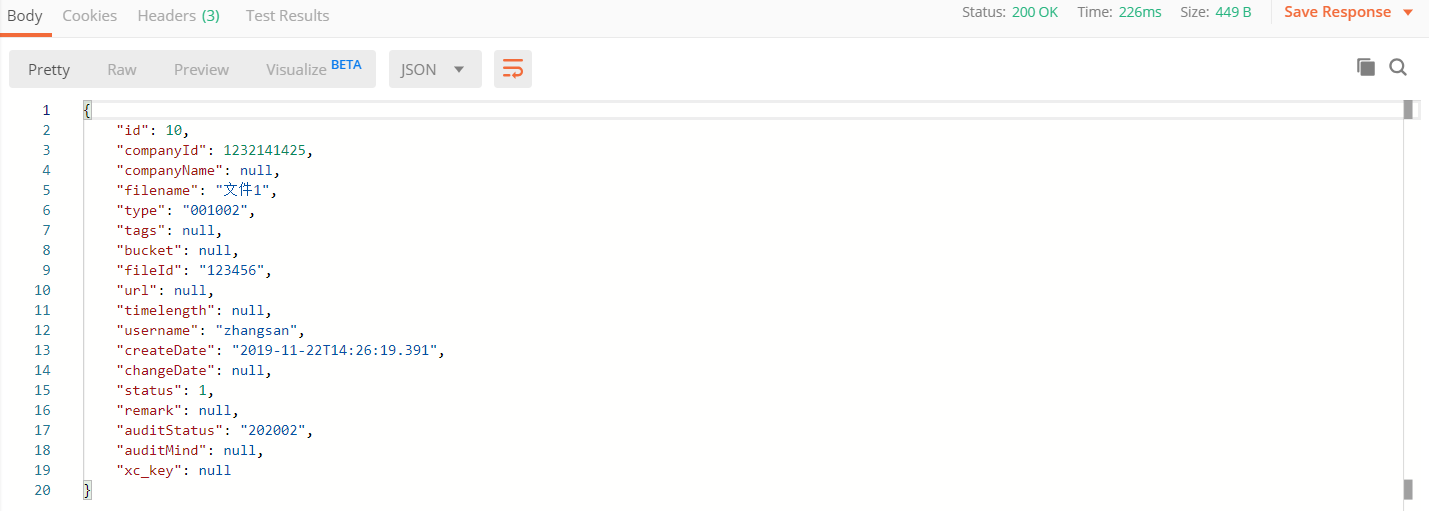 Body Cookies Headers (3) Test Results Status: 200 OK Time: 226ms Size: 449 B Save Response
Pretty Raw Preview Visualize BETA JSON
1 {
2 "id": 10,
3 "companyId": 1232141425,
4 "companyName": null,
5 "filename": "文件1",
6 "type": "001002",
7 "tags": null,
8 "bucket": null,
9 "fileId": "123456",
10 "url": null,
11 "timelength": null,
12 "username": "zhangsan",
13 "createDate": "2019-11-22T14:26:19.391",
14 "changeDate": null,
15 "status": 1,
16 "remark": null,
17 "auditStatus": "202002",
18 "auditMind": null,
19 "xc_key": null
20 }